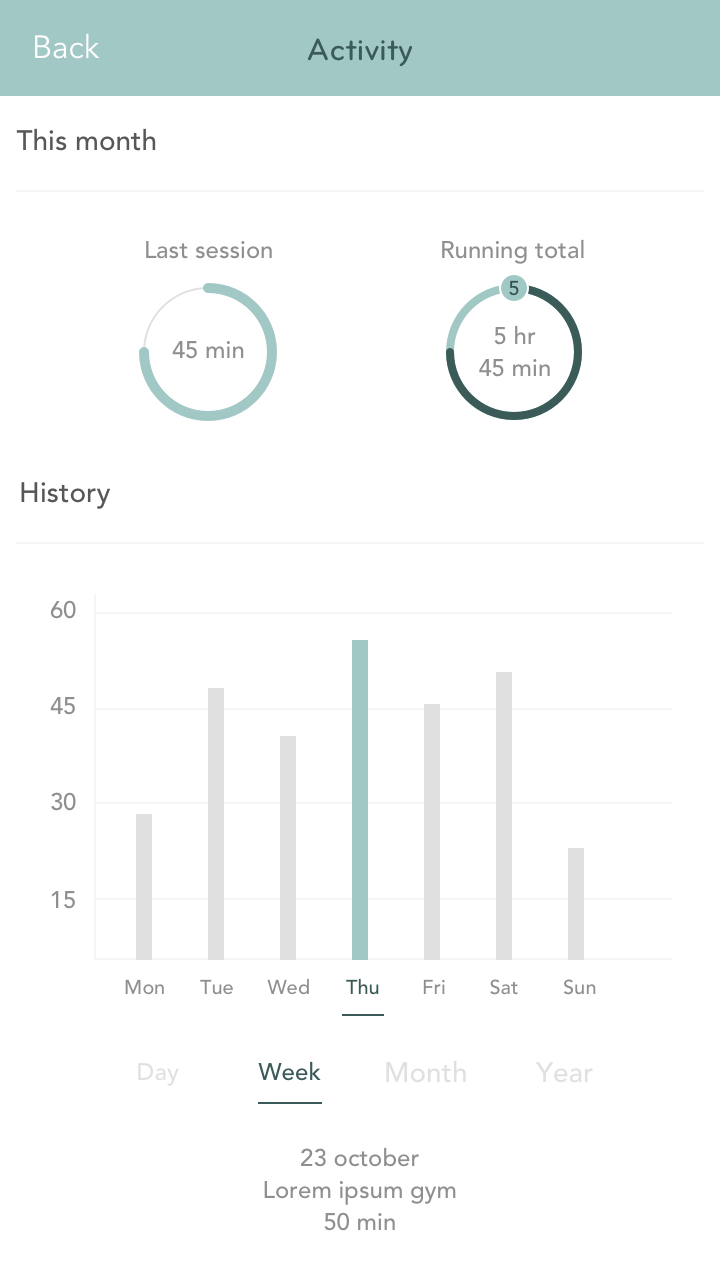 Back
Activity
This month
Last session
Running total
5
45 min
5 hr
45 min
History
60
45
30
15
Mon Tue Wed Thu Fri Sat Sun
Day Week Month Year
23 october
Lorem ipsum gym
50 min